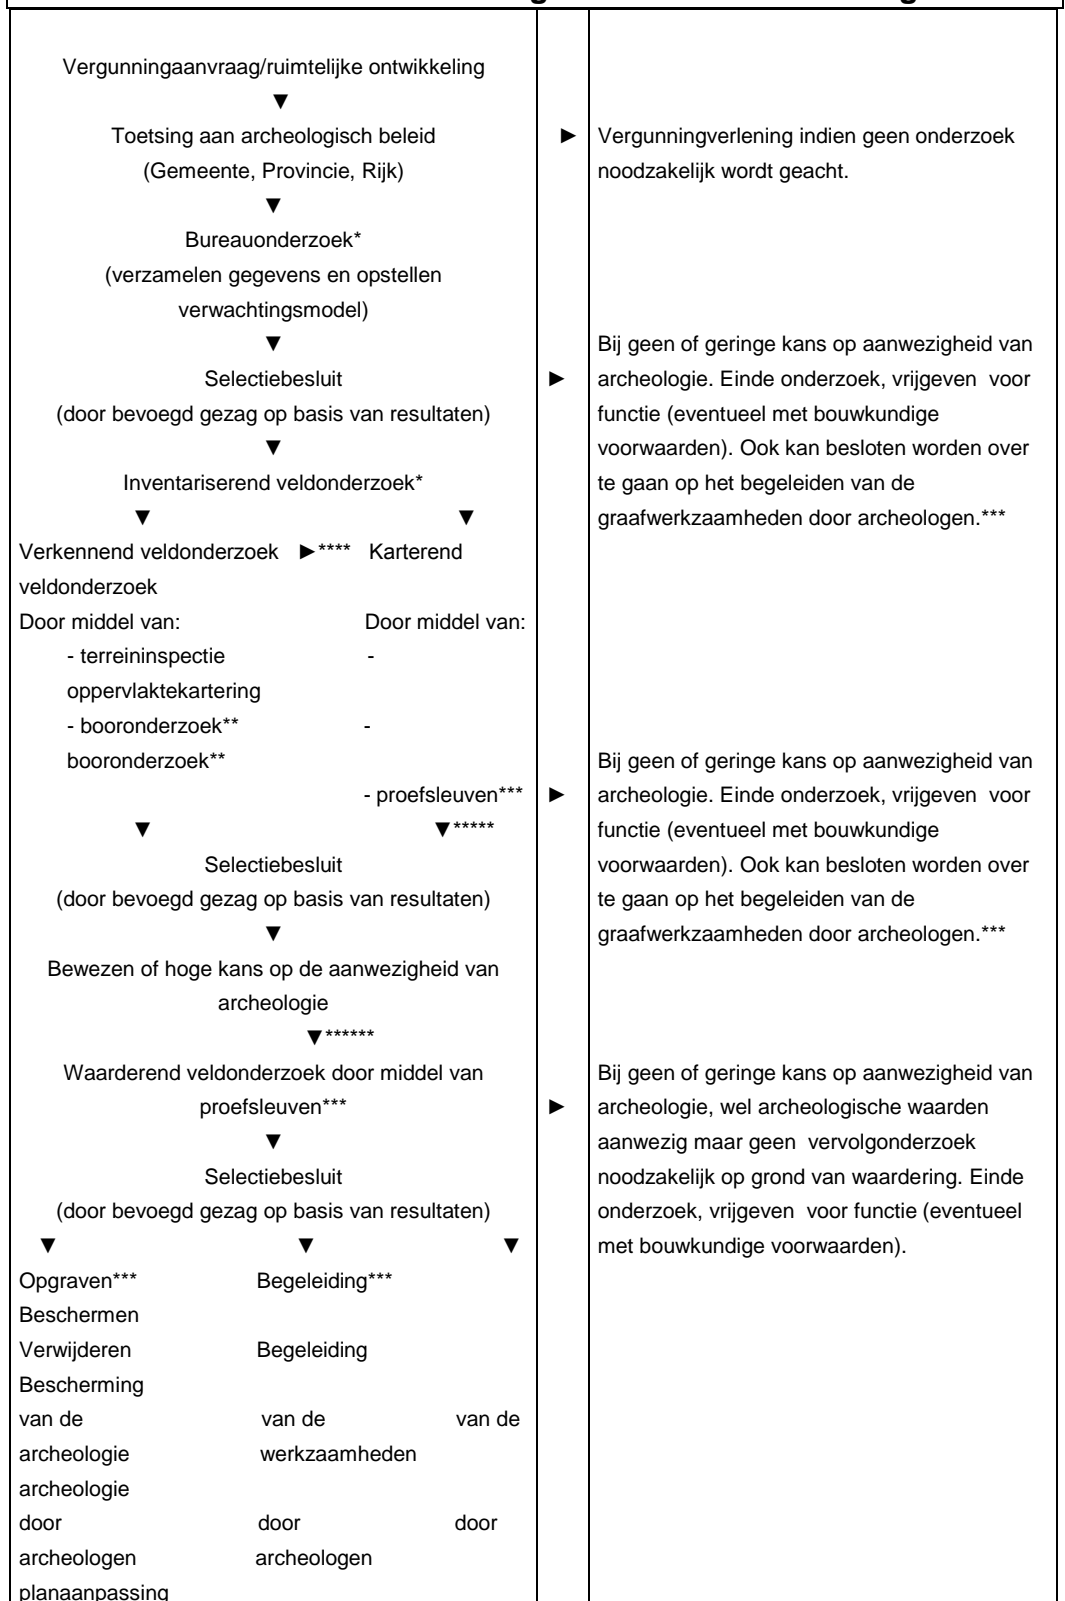 Vergunningaanvraag/ruimtelijke ontwikkeling
▼
Toetsing aan archeologisch beleid
(Gemeente, Provincie, Rijk)
▼
Bureauonderzoek*
(verzamelen gegevens en opstellen
verwachtingsmodel)
▼
Selectiebesluit
(door bevoegd gezag op basis van resultaten)
▼
Inventariserend veldonderzoek*
▼ ▼
Verkennend veldonderzoek ►**** Karterend
veldonderzoek
Door middel van: Door middel van:
- terreininspectie -
oppervlaktekartering
- booronderzoek** -
booronderzoek**
- proefsleuven***
▼ ▼*****
Selectiebesluit
(door bevoegd gezag op basis van resultaten)
▼
Bewezen of hoge kans op de aanwezigheid van
archeologie
▼******
Waarderend veldonderzoek door middel van
proefsleuven***
▼
Selectiebesluit
(door bevoegd gezag op basis van resultaten)
▼ ▼ ▼
Opgraven*** Begeleiding***
Beschermen
Verwijderen Begeleiding
Bescherming
van de van de van de
archeologie werkzaamheden
archeologie
door door door
archeologen archeologen
planaanpassing
►
►
►
►
Vergunningverlening indien geen onderzoek
noodzakelijk wordt geacht.
Bij geen of geringe kans op aanwezigheid van
archeologie. Einde onderzoek, vrijgeven voor
functie (eventueel met bouwkundige
voorwaarden). Ook kan besloten worden over
te gaan op het begeleiden van de
graafwerkzaamheden door archeologen.***
Bij geen of geringe kans op aanwezigheid van
archeologie. Einde onderzoek, vrijgeven voor
functie (eventueel met bouwkundige
voorwaarden). Ook kan besloten worden over
te gaan op het begeleiden van de
graafwerkzaamheden door archeologen.***
Bij geen of geringe kans op aanwezigheid van
archeologie, wel archeologische waarden
aanwezig maar geen vervolgonderzoek
noodzakelijk op grond van waardering. Einde
onderzoek, vrijgeven voor functie (eventueel
met bouwkundige voorwaarden).